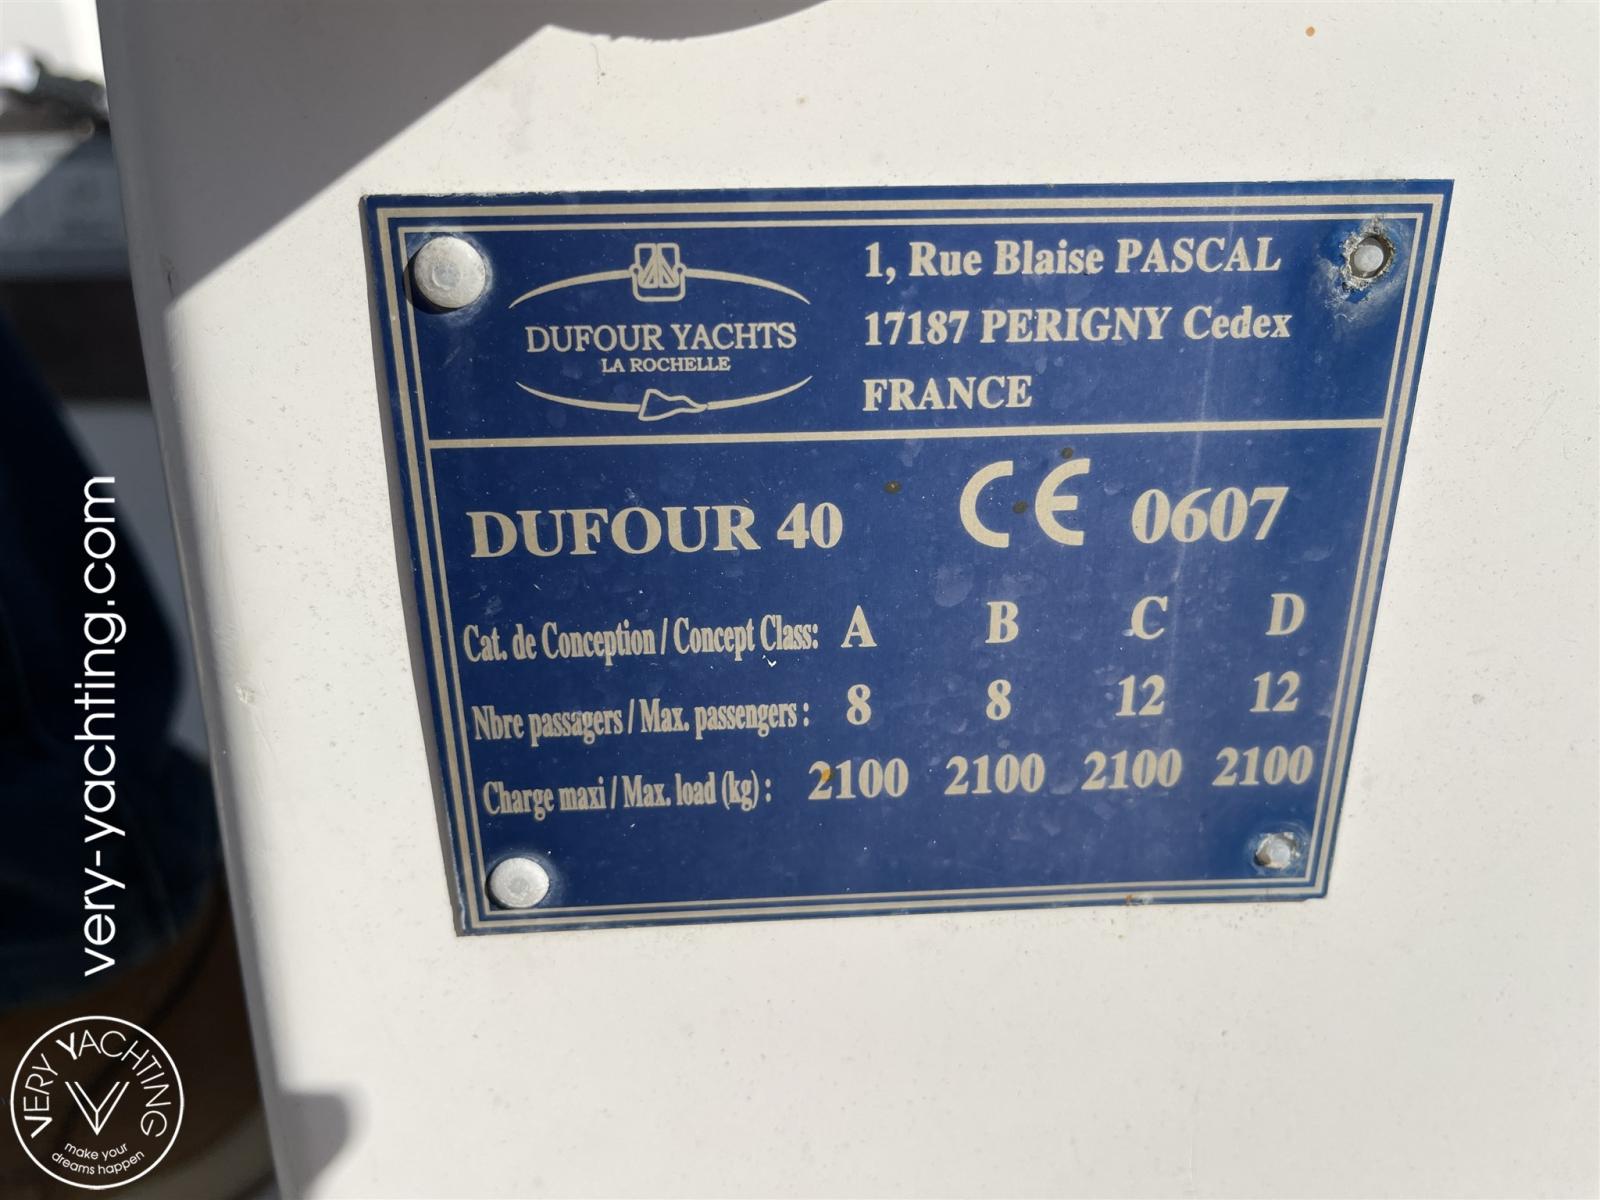 DUFOUR YACHTS
LA ROCHELLE
1, Rue Blaise PASCAL
17187 PERIGNY Cedex
FRANCE
DUFOUR 40 CE 0607
Cat. de Conception / Concept Class: A B C D
Nbre passagers / Max. passengers : 8 8 12 12
Charge maxi / Max. load (kg) : 2100 2100 2100 2100
very-yachting.com
VERY YACHTING
make your
dreams happen